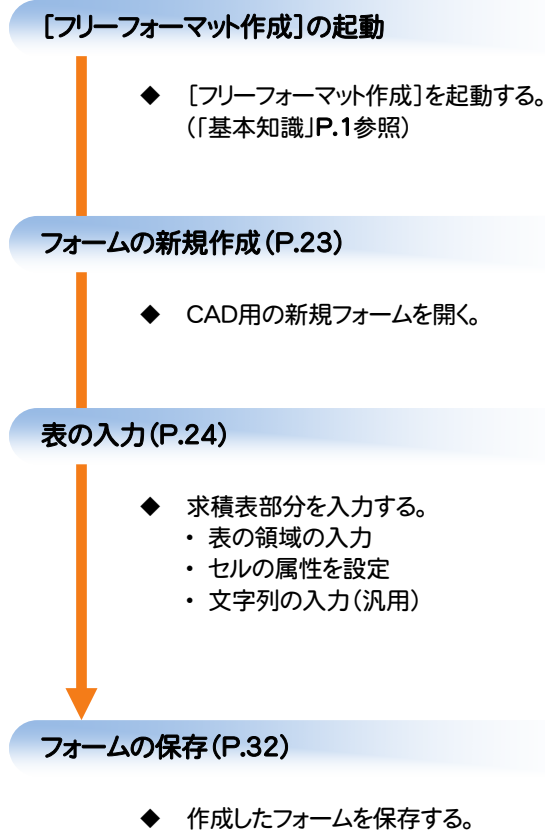 ［フリーフォーマット作成］の起動
◆ ［フリーフォーマット作成］を起動する。
（「基本知識」P.1参照）
フォームの新規作成（P.23）
◆ CAD用の新規フォームを開く。
表の入力（P.24）
◆ 求積表部分を入力する。
・ 表の領域の入力
・ セルの属性を設定
・ 文字列の入力（汎用）
フォームの保存（P.32）
◆ 作成したフォームを保存する。